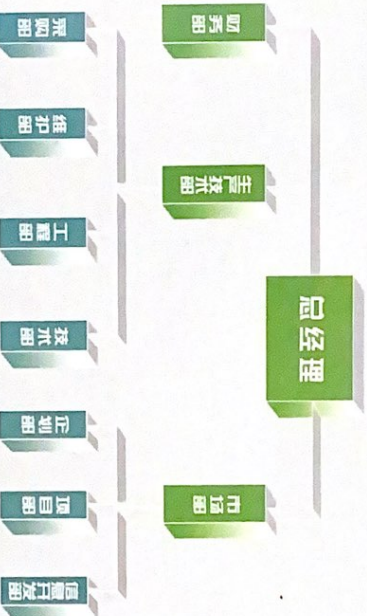 总经理
财务部
生产技术部
市场部
采购部
维护部
工程部
技术部
企划部
项目部
信息开发部